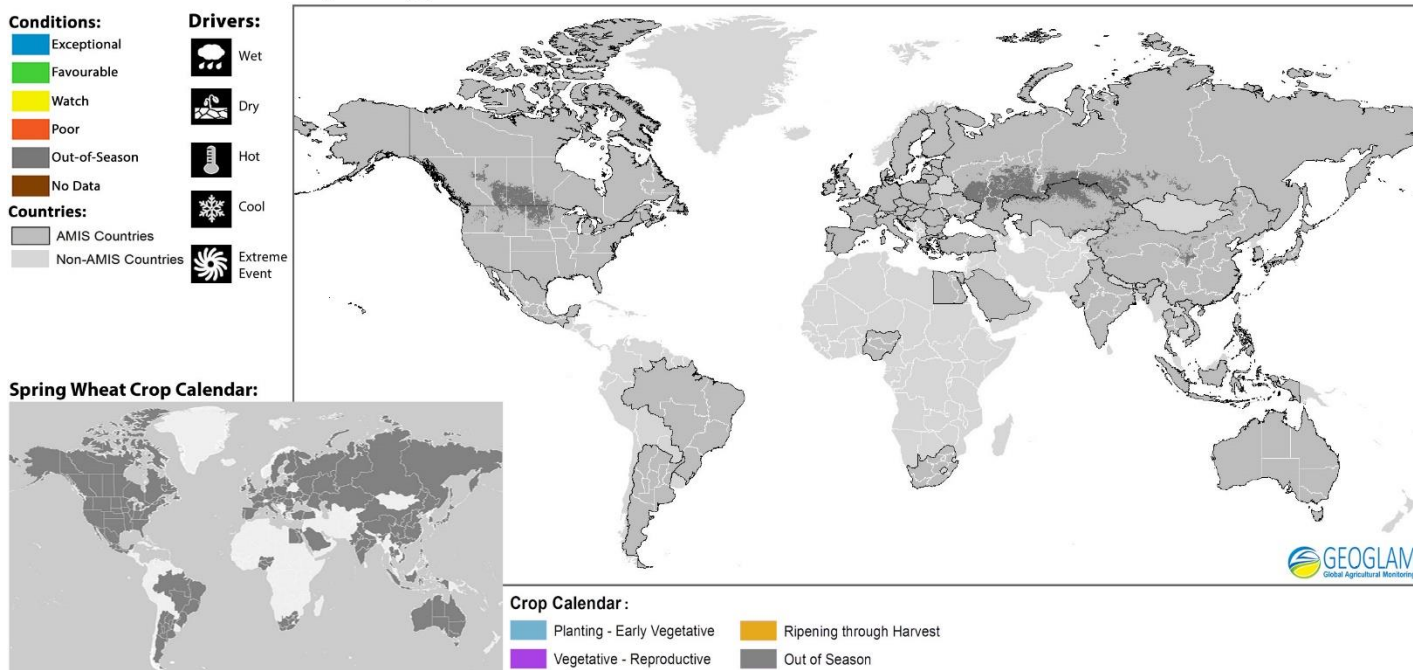 Conditions:
Exceptional
Favourable
Watch
Poor
Out-of-Season
No Data
Countries:
AMIS Countries
Non-AMIS Countries
Drivers:
Wet
Dry
Hot
Cool
Extreme
Event
Spring Wheat Crop Calendar:
GEOGLAM
Global Agricultural Monitoring
Crop Calendar :
Planting - Early Vegetative
Vegetative - Reproductive
Ripening through Harvest
Out of Season